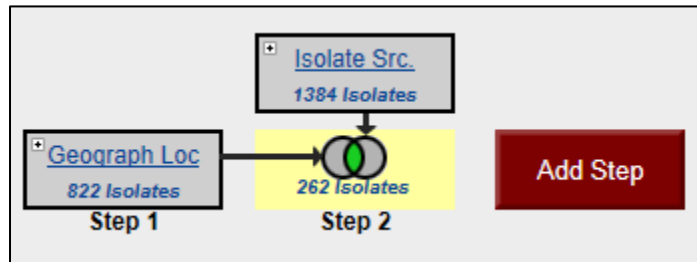 Isolate Src.
1384 Isolates
Geograph Loc
822 Isolates
262 Isolates
Add Step
Step 1
Step 2